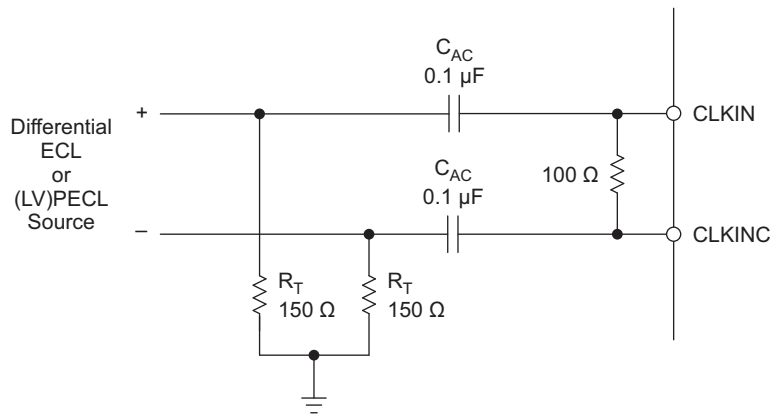 C_AC
0.1 μF
+
CLKIN
Differential
ECL
or
(LV)PECL
Source
C_AC
0.1 μF
100 Ω
–
CLKINC
R_T
150 Ω
R_T
150 Ω